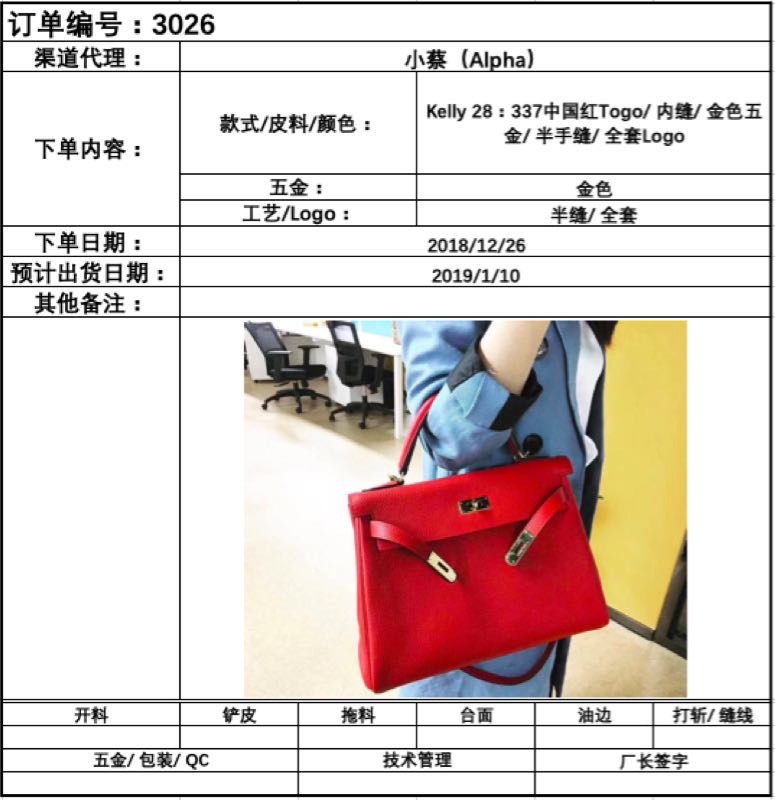 订单编号：3026
渠道代理： 小蔡（Alpha）
下单内容：
款式/皮料/颜色：
Kelly 28：337中国红Togo/ 内缝/ 金色五
金/ 半手缝/ 全套Logo
五金： 金色
工艺/Logo： 半缝/ 全套
下单日期： 2018/12/26
预计出货日期： 2019/1/10
其他备注：
开料 铲皮 拖料 台面 油边 打斩/ 缝线
五金/ 包装/ QC 技术管理 厂长签字